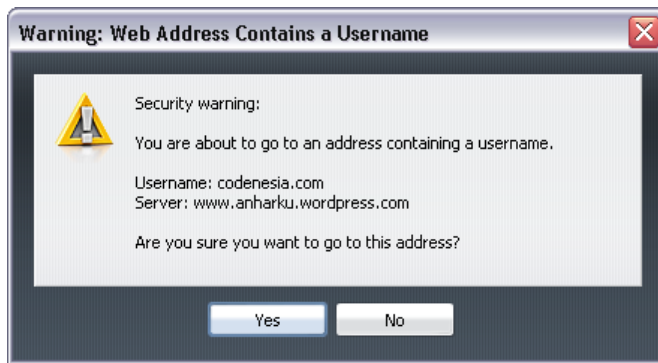 Warning: Web Address Contains a Username
Security warning:
You are about to go to an address containing a username.
Username: codenesia.com
Server: www.anharku.wordpress.com
Are you sure you want to go to this address?
Yes
No